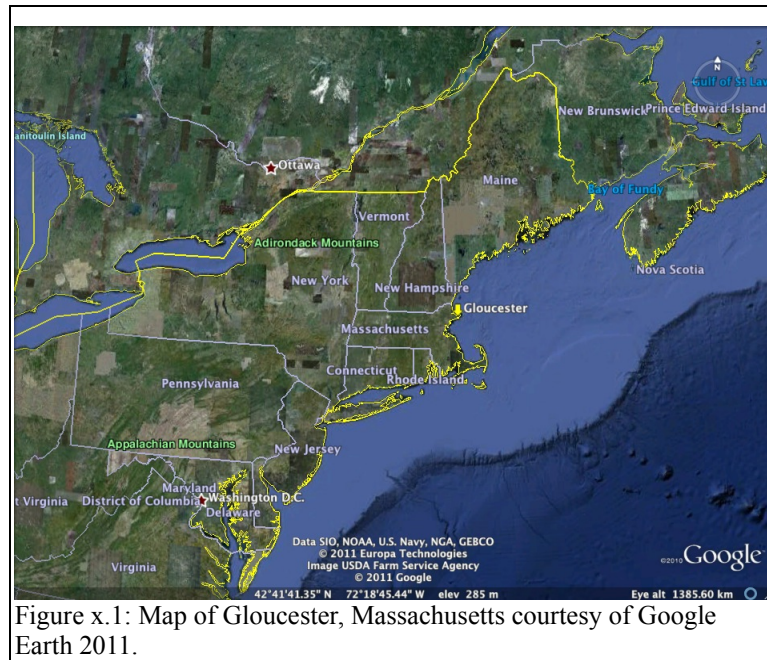 N
Gulf of St Law
New Brunswick
Prince Edward Island
anitoulin Island
Ottawa
Maine
Bay of Fundy
Vermont
Adirondack Mountains
Nova Scotia
New York
New Hampshire
Gloucester
Massachusetts
Connecticut
Rhode Island
Pennsylvania
Appalachian Mountains
New Jersey
Maryland
t Virginia
District of Columbia
Washington D.C.
Delaware
Virginia
Data SIO, NOAA, U.S. Navy, NGA, GEBCO
© 2011 Europa Technologies
Image USDA Farm Service Agency
© 2011 Google
©2010 Google
42°41'41.35" N 72°18'45.44" W elev 285 m
Eye alt 1385.60 km
Figure x.1: Map of Gloucester, Massachusetts courtesy of Google
Earth 2011.